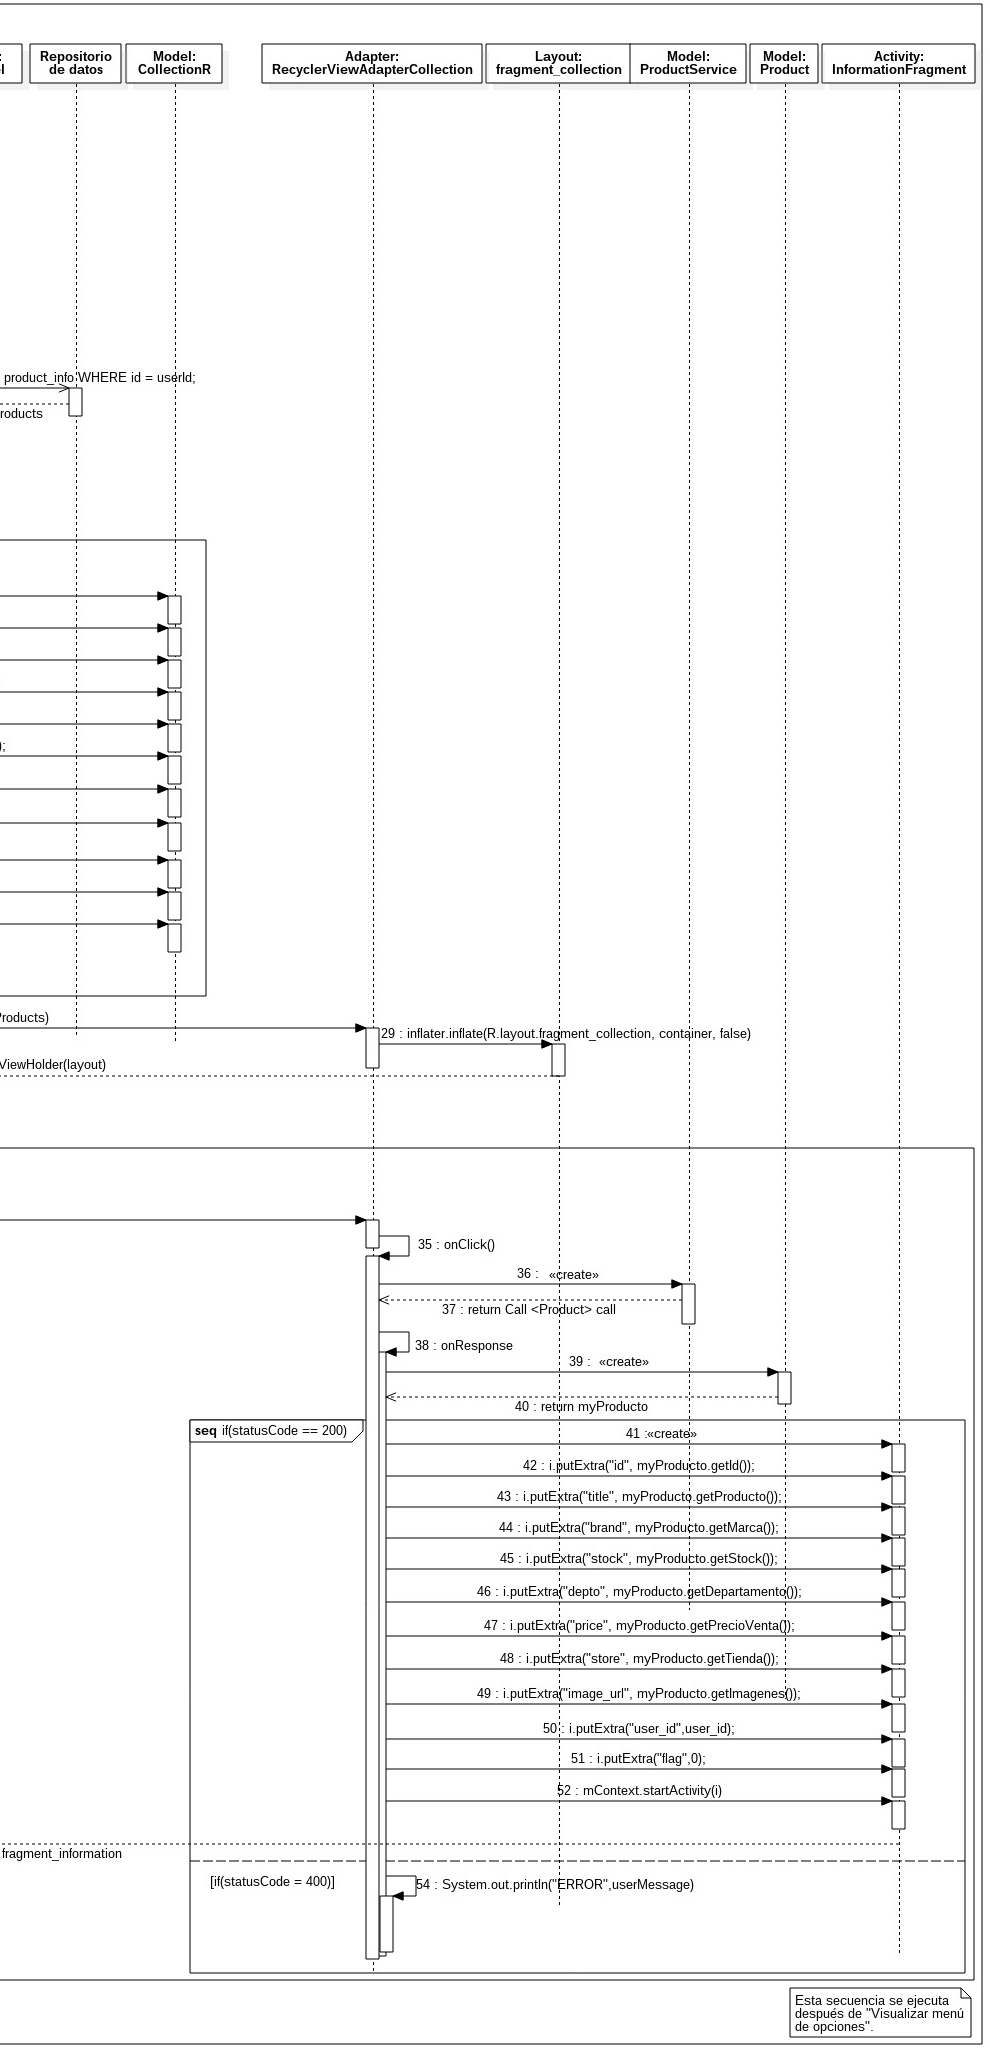 :
el
Repositorio
de datos
Model:
CollectionR
Adapter:
RecyclerViewAdapterCollection
Layout:
fragment_collection
Model:
ProductService
Model:
Product
Activity:
InformationFragment
product_info WHERE id = userId;
roducts
);
Products)
29 : inflater.inflate(R.layout.fragment_collection, container, false)
ViewHolder(layout)
35 : onClick()
36 : «create»
37 : return Call <Product> call
38 : onResponse
39 : «create»
40 : return myProducto
seq if(statusCode == 200)
41 :«create»
42 : i.putExtra("id", myProducto.getId());
43 : i.putExtra("title", myProducto.getProducto());
44 : i.putExtra("brand", myProducto.getMarca());
45 : i.putExtra("stock", myProducto.getStock());
46 : i.putExtra("depto", myProducto.getDepartamento());
47 : i.putExtra("price", myProducto.getPrecioVenta());
48 : i.putExtra("store", myProducto.getTienda());
49 : i.putExtra("image_url", myProducto.getImagenes());
50 : i.putExtra("user_id",user_id);
51 : i.putExtra("flag",0);
52 : mContext.startActivity(i)
fragment_information
[if(statusCode = 400)]
54 : System.out.println("ERROR",userMessage)
Esta secuencia se ejecuta
después de "Visualizar menú
de opciones".